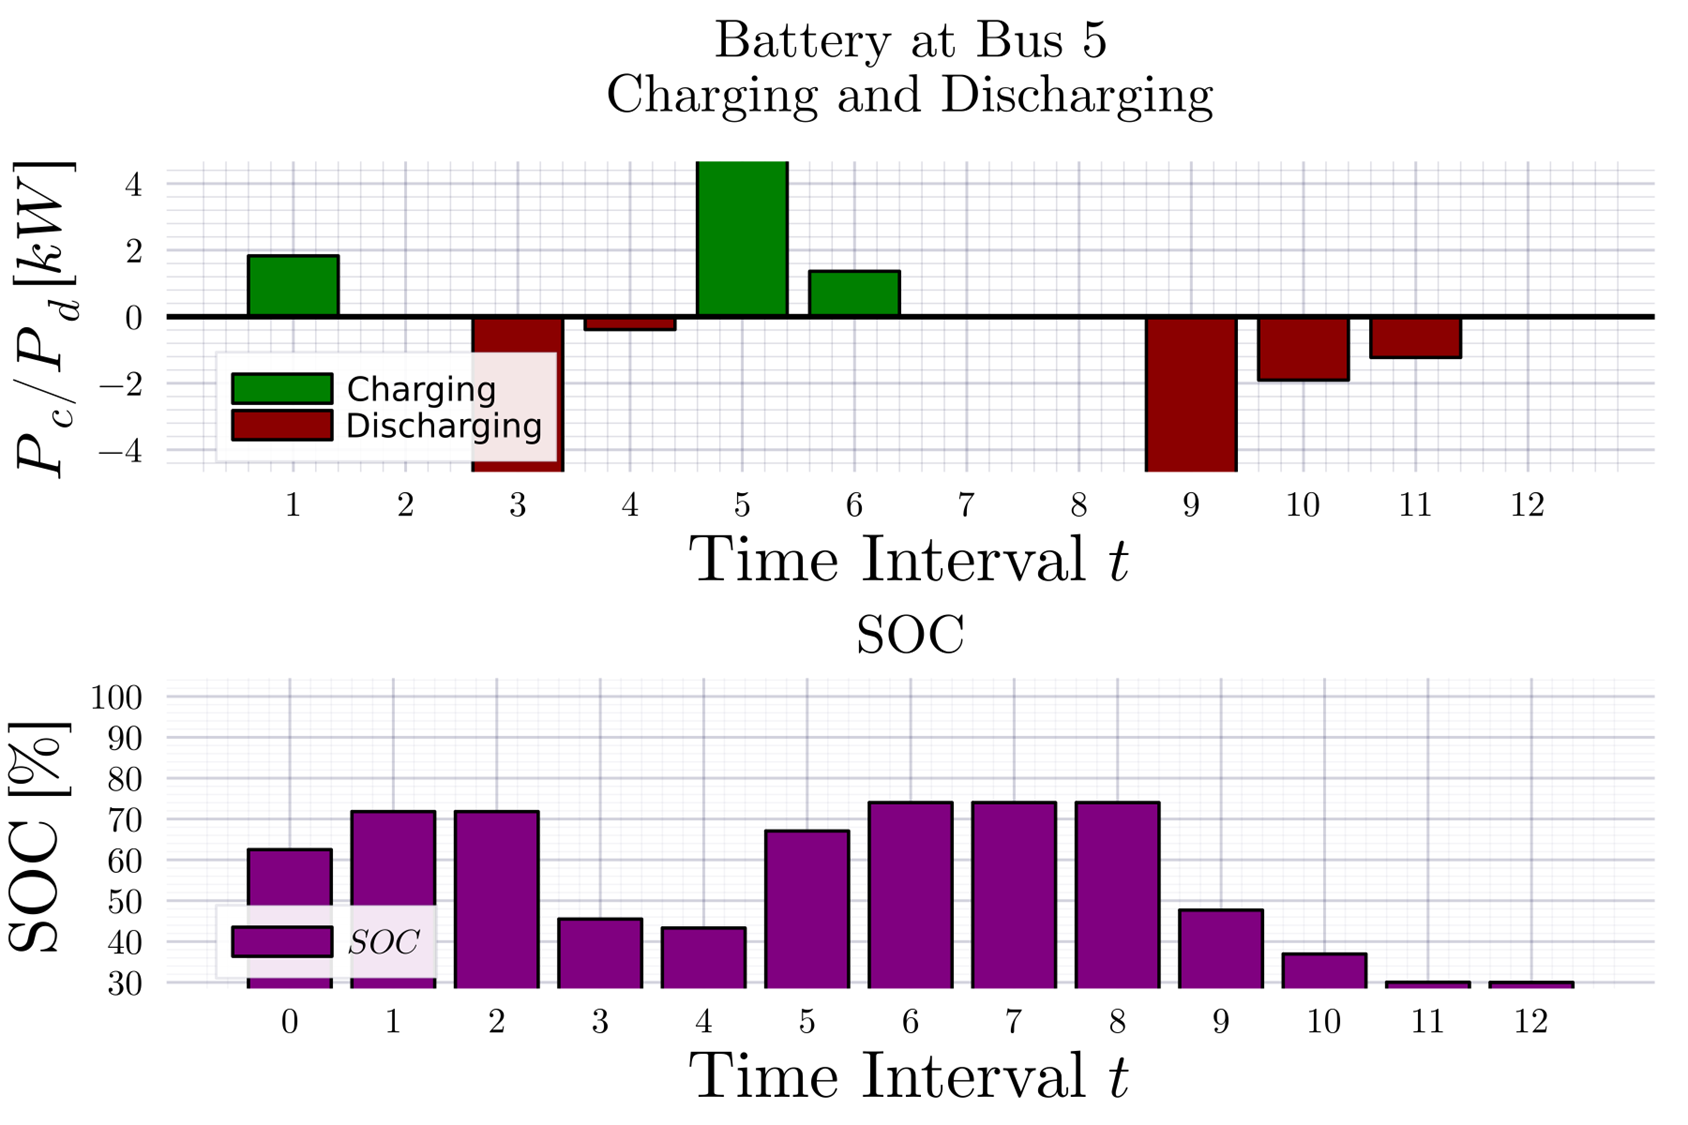 Battery at Bus 5
Charging and Discharging
P_c/P_d [kW]
4
2
0
−2
−4
Charging
Discharging
1 2 3 4 5 6 7 8 9 10 11 12
Time Interval t
SOC
SOC [%]
100
90
80
70
60
50
40
30
SOC
0 1 2 3 4 5 6 7 8 9 10 11 12
Time Interval t